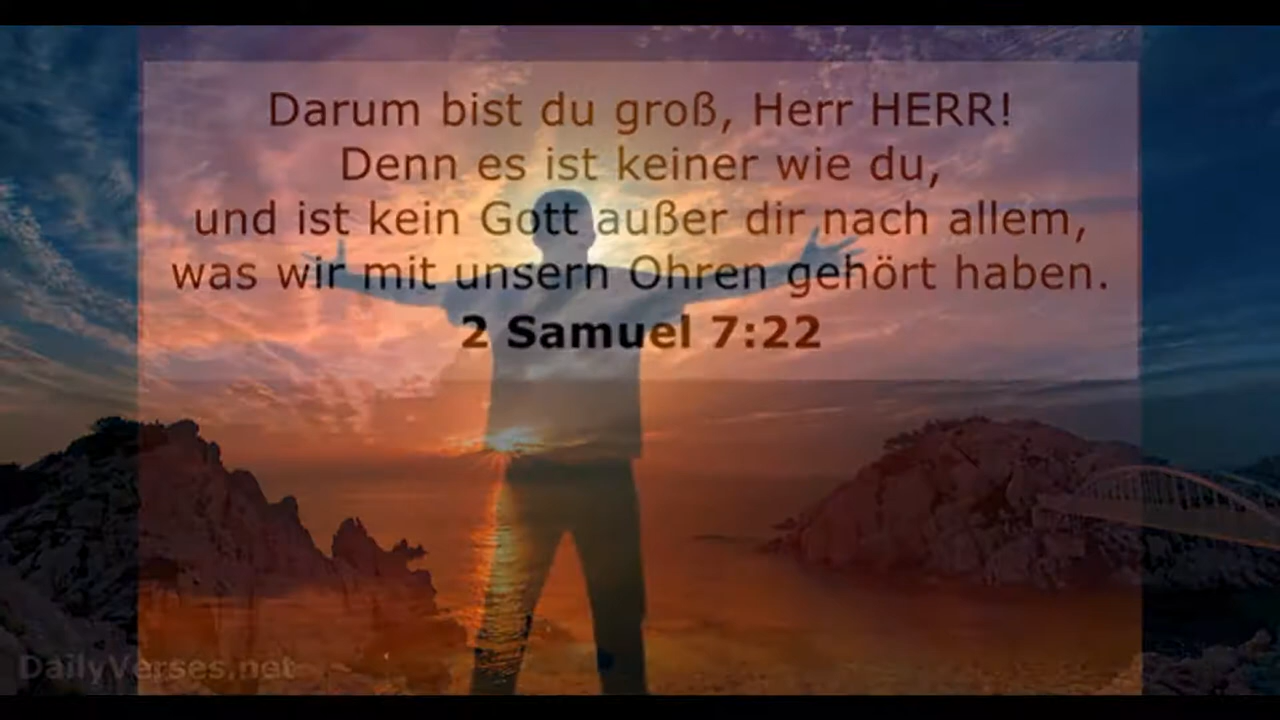 Darum bist du groß, Herr HERR!
Denn es ist keiner wie du,
und ist kein Gott außer dir nach allem,
was wir mit unsern Ohren gehört haben.
2 Samuel 7:22
DailyVerses.net